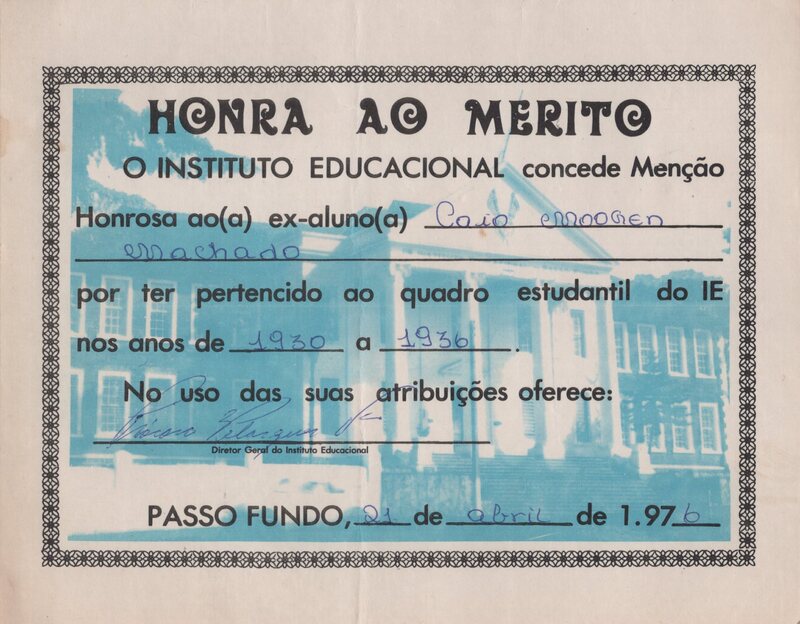 HONRA AO MERITO
O INSTITUTO EDUCACIONAL concede Menção
Honrosa ao(a) ex-aluno(a) Caio Moogen
Machado
por ter pertencido ao quadro estudantil do IE
nos anos de 1930 a 1936.
No uso das suas atribuições oferece:
Diretor Geral do Instituto Educacional
PASSO FUNDO, 21 de abril de 1.976